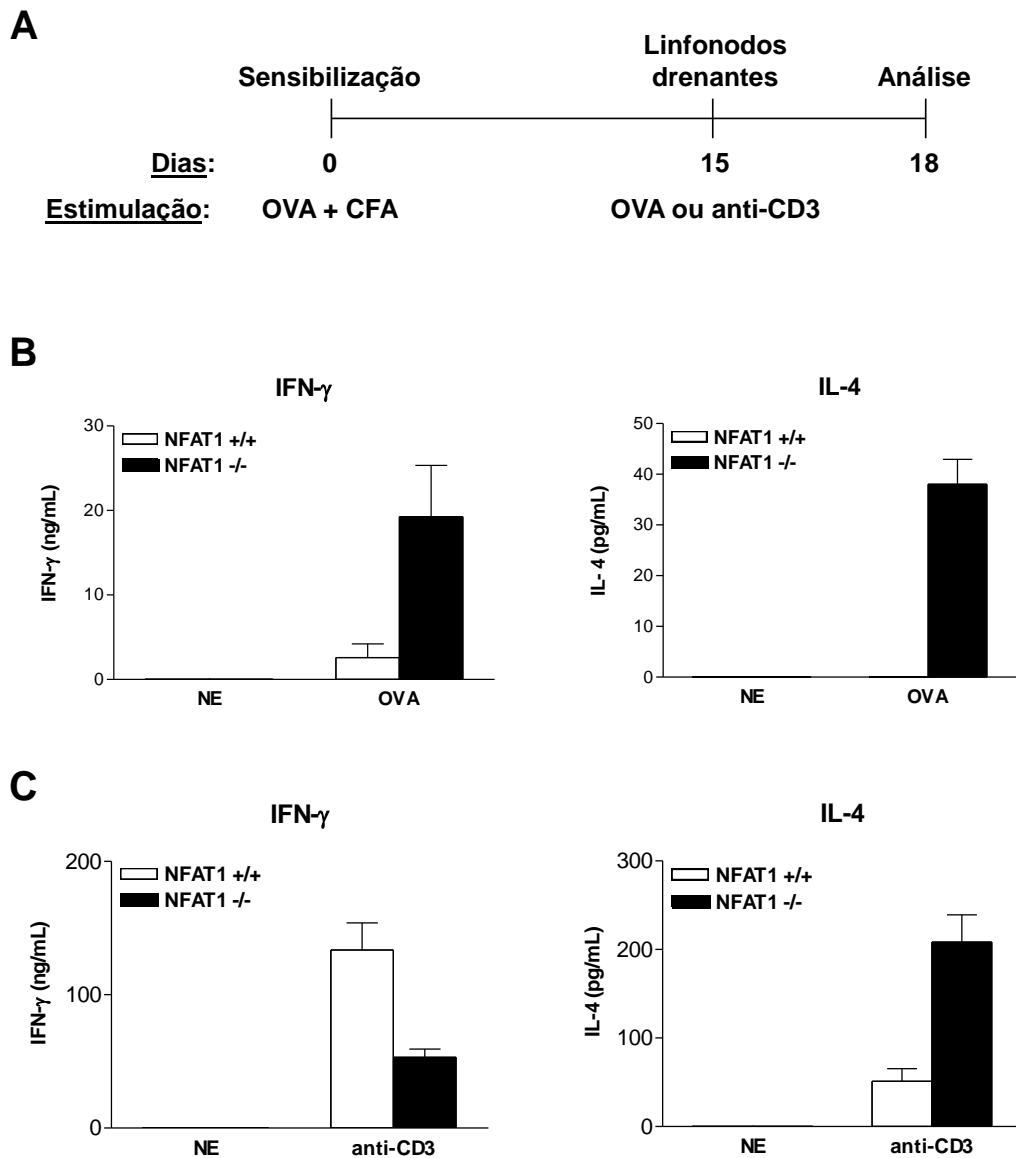 A
Sensibilização
Linfonodos
drenantes
Análise
Dias:
0
15
18
Estimulação:
OVA + CFA
OVA ou anti-CD3
B
IFN-γ
NFAT1 +/+
NFAT1 -/-
IFN-γ (ng/mL)
30
20
10
0
NE
OVA
IL-4
NFAT1 +/+
NFAT1 -/-
IL- 4 (pg/mL)
50
40
30
20
10
0
NE
OVA
C
IFN-γ
NFAT1 +/+
NFAT1 -/-
IFN-γ (ng/mL)
200
100
0
NE
anti-CD3
IL-4
NFAT1 +/+
NFAT1 -/-
IL-4 (pg/mL)
300
200
100
0
NE
anti-CD3